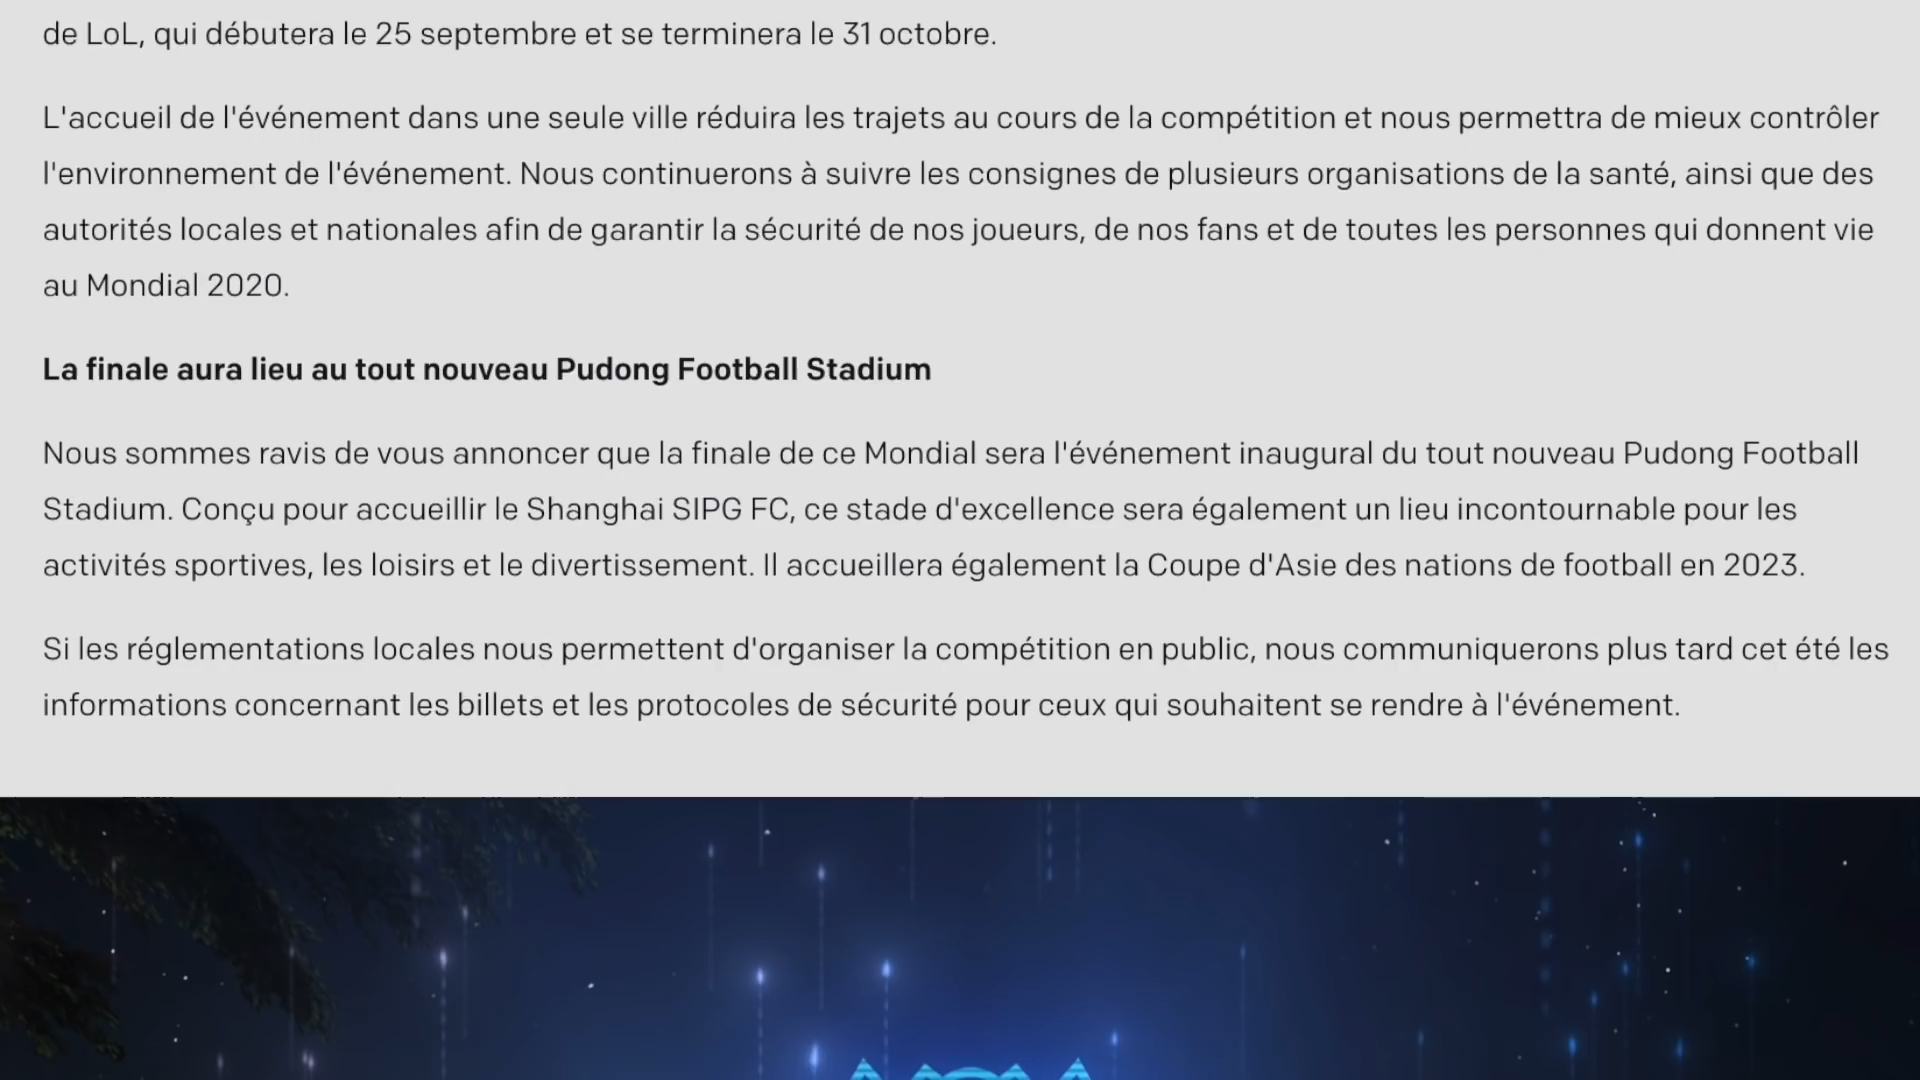 de LoL, qui débutera le 25 septembre et se terminera le 31 octobre.
L'accueil de l'événement dans une seule ville réduira les trajets au cours de la compétition et nous permettra de mieux contrôler
l'environnement de l'événement. Nous continuerons à suivre les consignes de plusieurs organisations de la santé, ainsi que des
autorités locales et nationales afin de garantir la sécurité de nos joueurs, de nos fans et de toutes les personnes qui donnent vie
au Mondial 2020.
La finale aura lieu au tout nouveau Pudong Football Stadium
Nous sommes ravis de vous annoncer que la finale de ce Mondial sera l'événement inaugural du tout nouveau Pudong Football
Stadium. Conçu pour accueillir le Shanghai SIPG FC, ce stade d'excellence sera également un lieu incontournable pour les
activités sportives, les loisirs et le divertissement. Il accueillera également la Coupe d'Asie des nations de football en 2023.
Si les réglementations locales nous permettent d'organiser la compétition en public, nous communiquerons plus tard cet été les
informations concernant les billets et les protocoles de sécurité pour ceux qui souhaitent se rendre à l'événement.